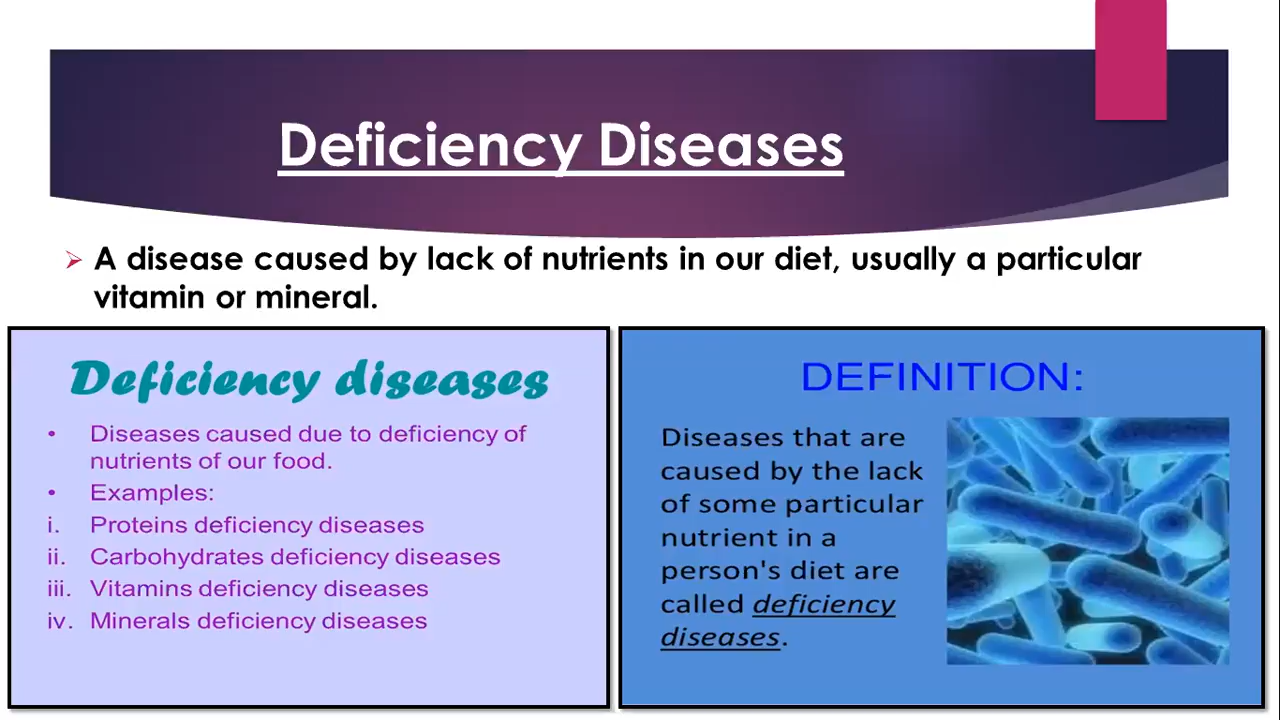 Deficiency Diseases
➢ A disease caused by lack of nutrients in our diet, usually a particular
vitamin or mineral.
Deficiency diseases
• Diseases caused due to deficiency of
nutrients of our food.
• Examples:
i. Proteins deficiency diseases
ii. Carbohydrates deficiency diseases
iii. Vitamins deficiency diseases
iv. Minerals deficiency diseases
DEFINITION:
Diseases that are
caused by the lack
of some particular
nutrient in a
person's diet are
called deficiency
diseases.